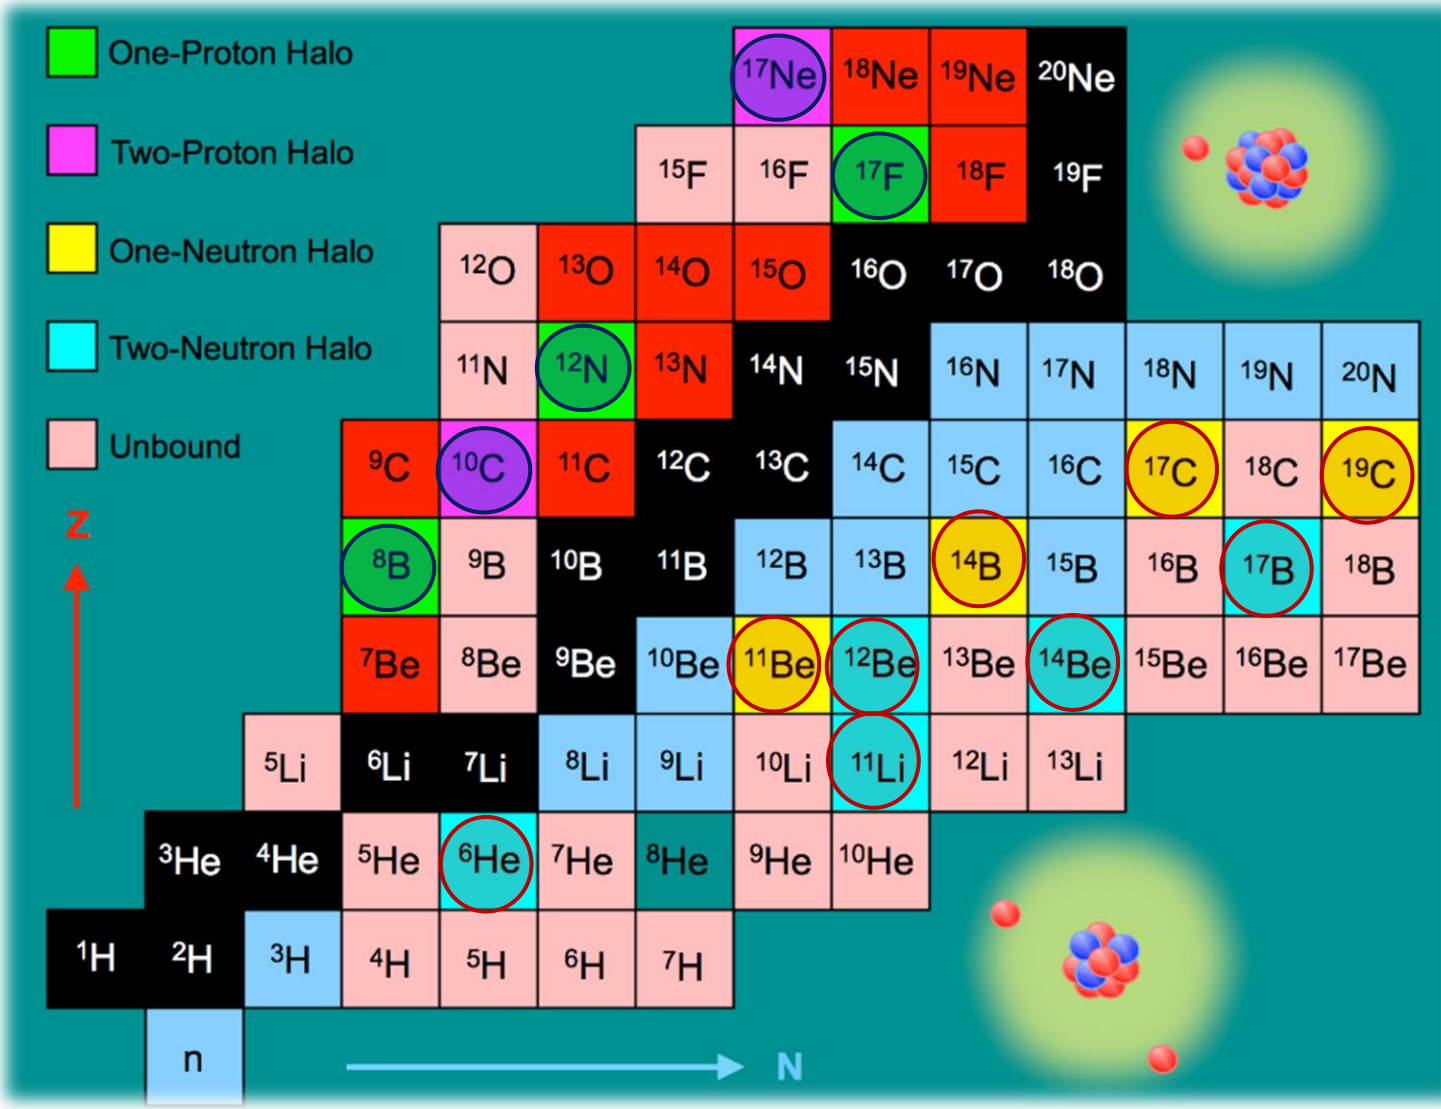 One-Proton Halo
Two-Proton Halo
One-Neutron Halo
Two-Neutron Halo
Unbound
Z
¹⁷Ne ¹⁸Ne ¹⁹Ne ²⁰Ne
¹⁵F ¹⁶F ¹⁷F ¹⁸F ¹⁹F
¹²O ¹³O ¹⁴O ¹⁵O ¹⁶O ¹⁷O ¹⁸O
¹¹N ¹²N ¹³N ¹⁴N ¹⁵N ¹⁶N ¹⁷N ¹⁸N ¹⁹N ²⁰N
⁹C ¹⁰C ¹¹C ¹²C ¹³C ¹⁴C ¹⁵C ¹⁶C ¹⁷C ¹⁸C ¹⁹C
⁸B ⁹B ¹⁰B ¹¹B ¹²B ¹³B ¹⁴B ¹⁵B ¹⁶B ¹⁷B ¹⁸B
⁷Be ⁸Be ⁹Be ¹⁰Be ¹¹Be ¹²Be ¹³Be ¹⁴Be ¹⁵Be ¹⁶Be ¹⁷Be
⁵Li ⁶Li ⁷Li ⁸Li ⁹Li ¹⁰Li ¹¹Li ¹²Li ¹³Li
³He ⁴He ⁵He ⁶He ⁷He ⁸He ⁹He ¹⁰He
¹H ²H ³H ⁴H ⁵H ⁶H ⁷H
n
N